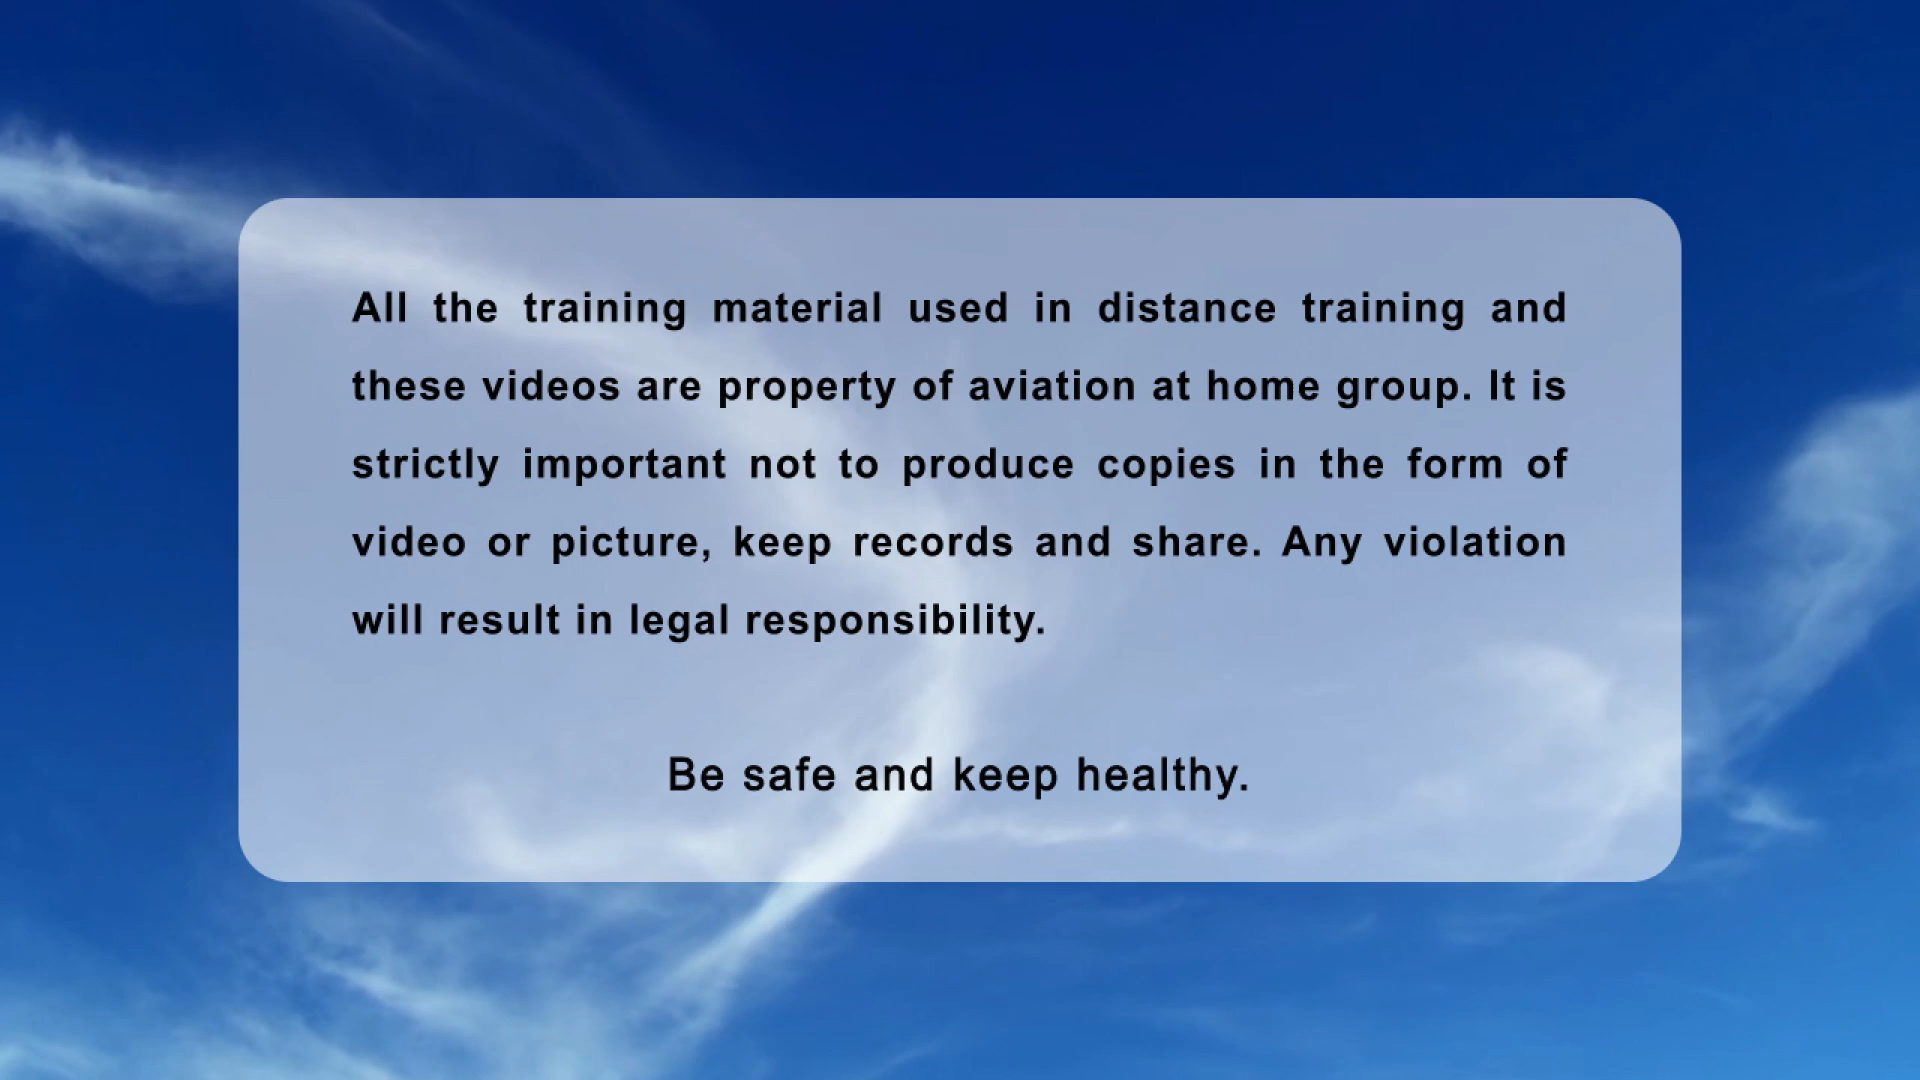 All the training material used in distance training and
these videos are property of aviation at home group. It is
strictly important not to produce copies in the form of
video or picture, keep records and share. Any violation
will result in legal responsibility.
Be safe and keep healthy.